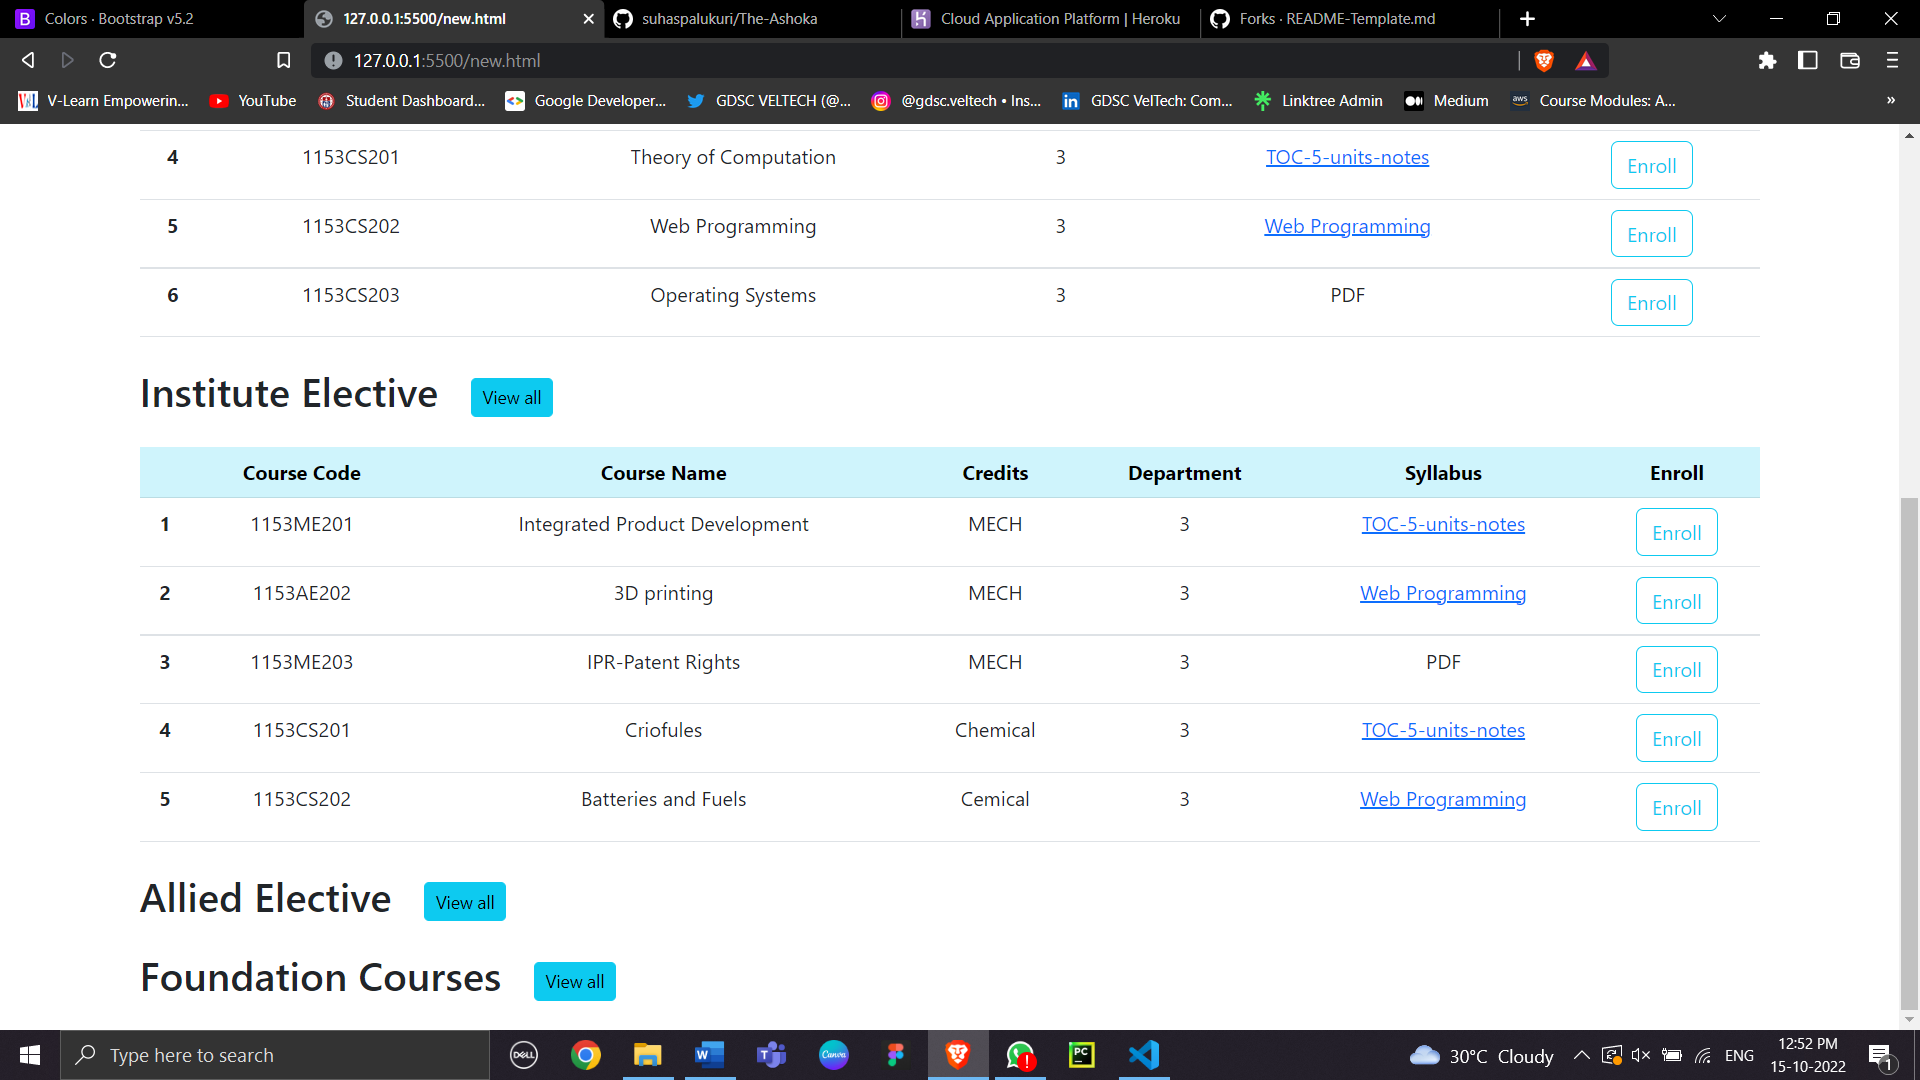 Colors · Bootstrap v5.2 127.0.0.1:5500/new.html suhaspalukuri/The-Ashoka Cloud Application Platform | Heroku Forks · README-Template.md
127.0.0.1:5500/new.html
V-Learn Empowerin... YouTube Student Dashboard... Google Developer... GDSC VELTECH (@... @gdsc.veltech • Ins... GDSC VelTech: Com... Linktree Admin Medium Course Modules: A... »
4 1153CS201 Theory of Computation 3 TOC-5-units-notes Enroll
5 1153CS202 Web Programming 3 Web Programming Enroll
6 1153CS203 Operating Systems 3 PDF Enroll
Institute Elective View all
Course Code Course Name Credits Department Syllabus Enroll
1 1153ME201 Integrated Product Development MECH 3 TOC-5-units-notes Enroll
2 1153AE202 3D printing MECH 3 Web Programming Enroll
3 1153ME203 IPR-Patent Rights MECH 3 PDF Enroll
4 1153CS201 Criofules Chemical 3 TOC-5-units-notes Enroll
5 1153CS202 Batteries and Fuels Cemical 3 Web Programming Enroll
Allied Elective View all
Foundation Courses View all
Type here to search DELL Canva PC 30°C Cloudy ENG 12:52 PM 1
15-10-2022